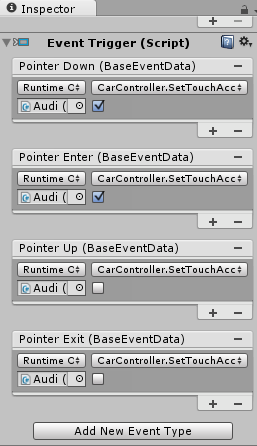 Inspector
+ −
Event Trigger (Script)
Pointer Down (BaseEventData) −
Runtime C CarController.SetTouchAcc
Audi (
+ −
Pointer Enter (BaseEventData) −
Runtime C CarController.SetTouchAcc
Audi (
+ −
Pointer Up (BaseEventData) −
Runtime C CarController.SetTouchAcc
Audi (
+ −
Pointer Exit (BaseEventData) −
Runtime C CarController.SetTouchAcc
Audi (
+ −
Add New Event Type